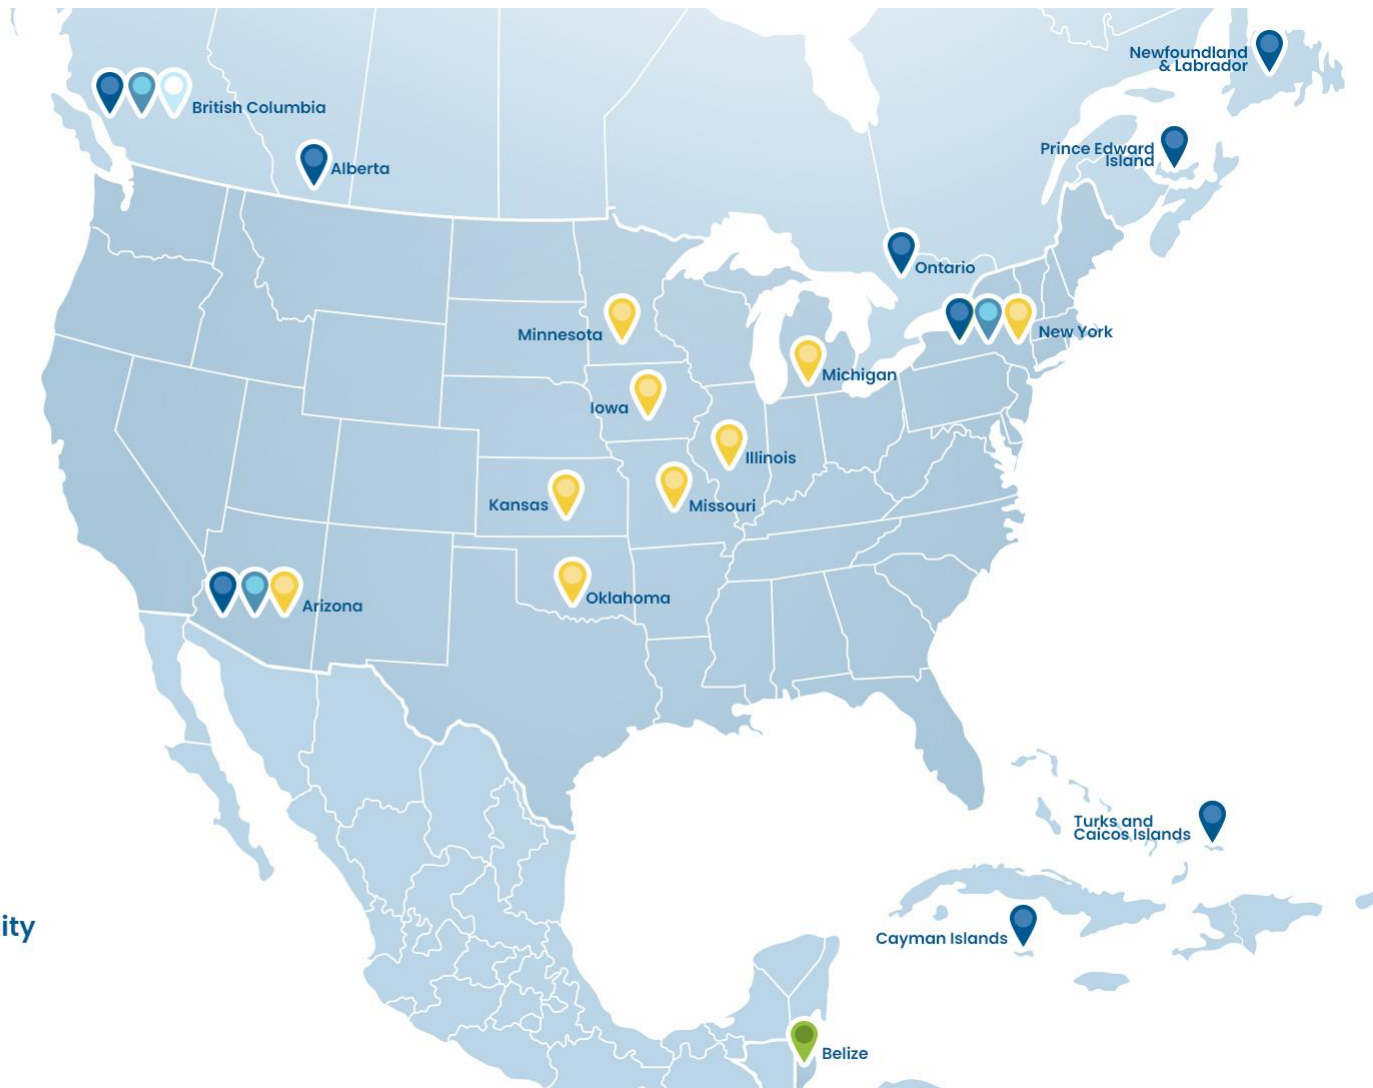 Newfoundland
& Labrador
British Columbia
Prince Edward
Island
Alberta
Ontario
Minnesota
New York
Michigan
Iowa
Illinois
Kansas
Missouri
Oklahoma
Arizona
Turks and
Caicos Islands
ity
Cayman Islands
Belize